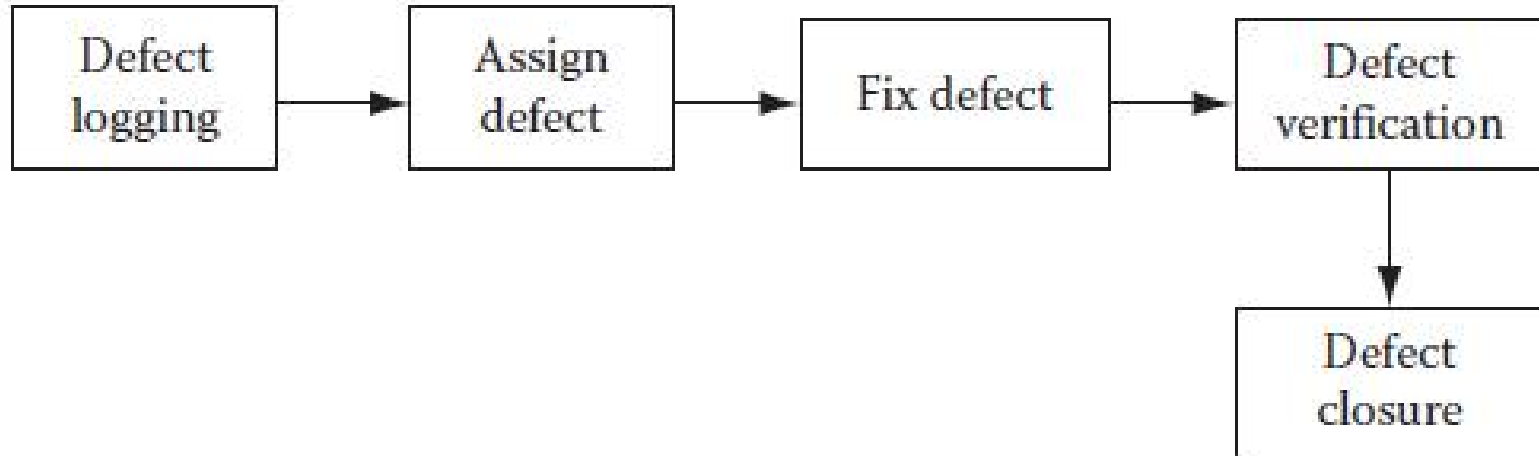 Defect
logging
Assign
defect
Fix defect
Defect
verification
Defect
closure